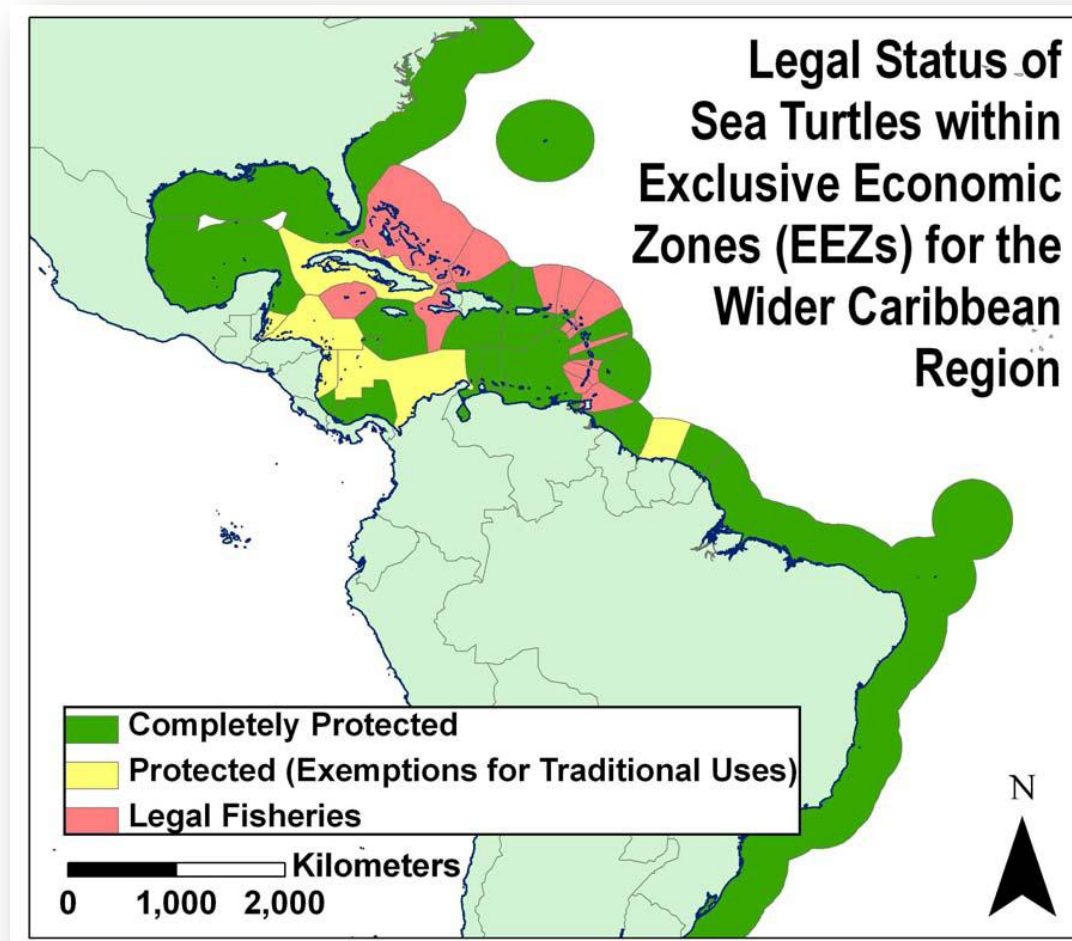 Legal Status of
Sea Turtles within
Exclusive Economic
Zones (EEZs) for the
Wider Caribbean
Region
Completely Protected
Protected (Exemptions for Traditional Uses)
Legal Fisheries
Kilometers
0 1,000 2,000
N